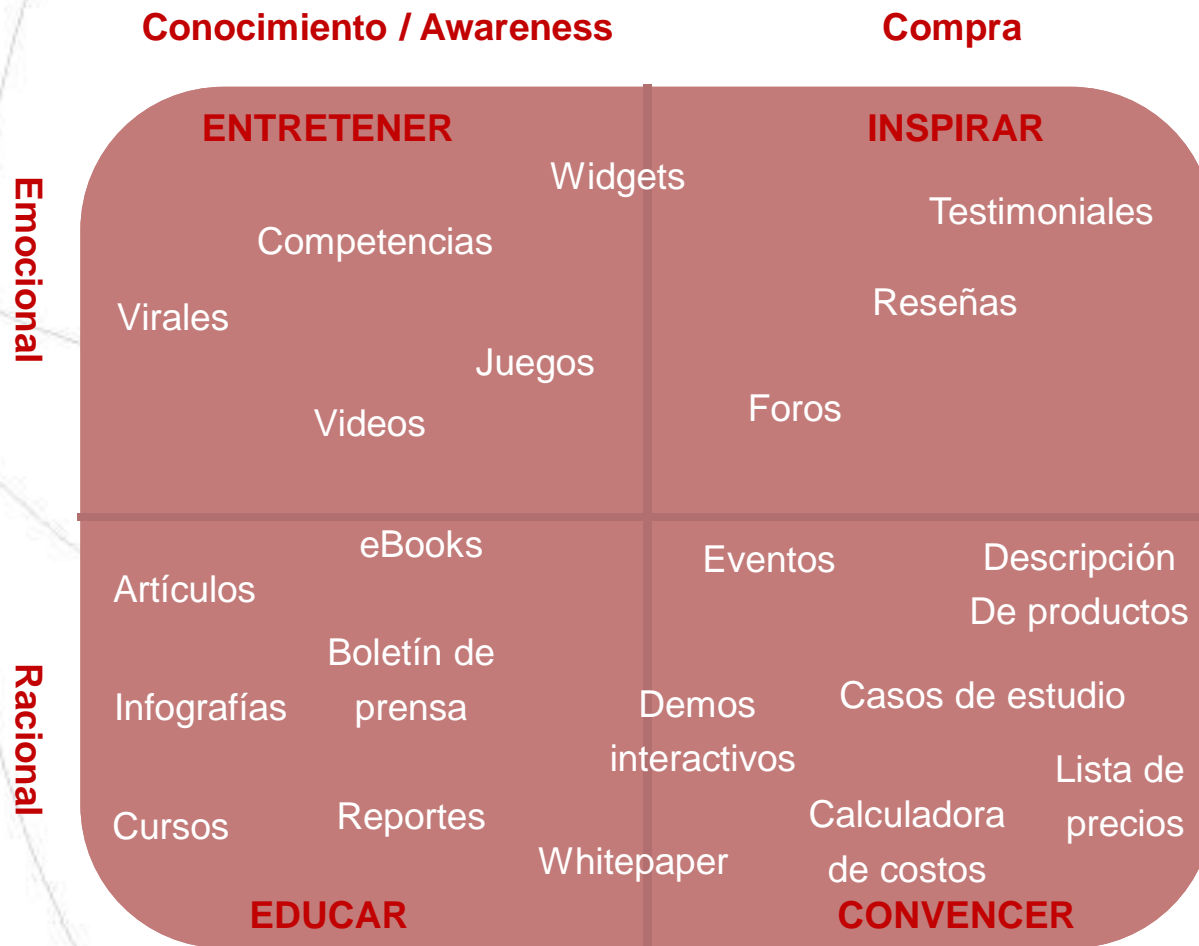 Conocimiento / Awareness
Compra
Emocional
ENTRETENER
INSPIRAR
Widgets
Testimoniales
Competencias
Reseñas
Virales
Juegos
Foros
Videos
Racional
eBooks
Eventos
Descripción
De productos
Artículos
Boletín de
prensa
Infografías
Demos
interactivos
Casos de estudio
Lista de
precios
Cursos
Reportes
Calculadora
de costos
Whitepaper
EDUCAR
CONVENCER